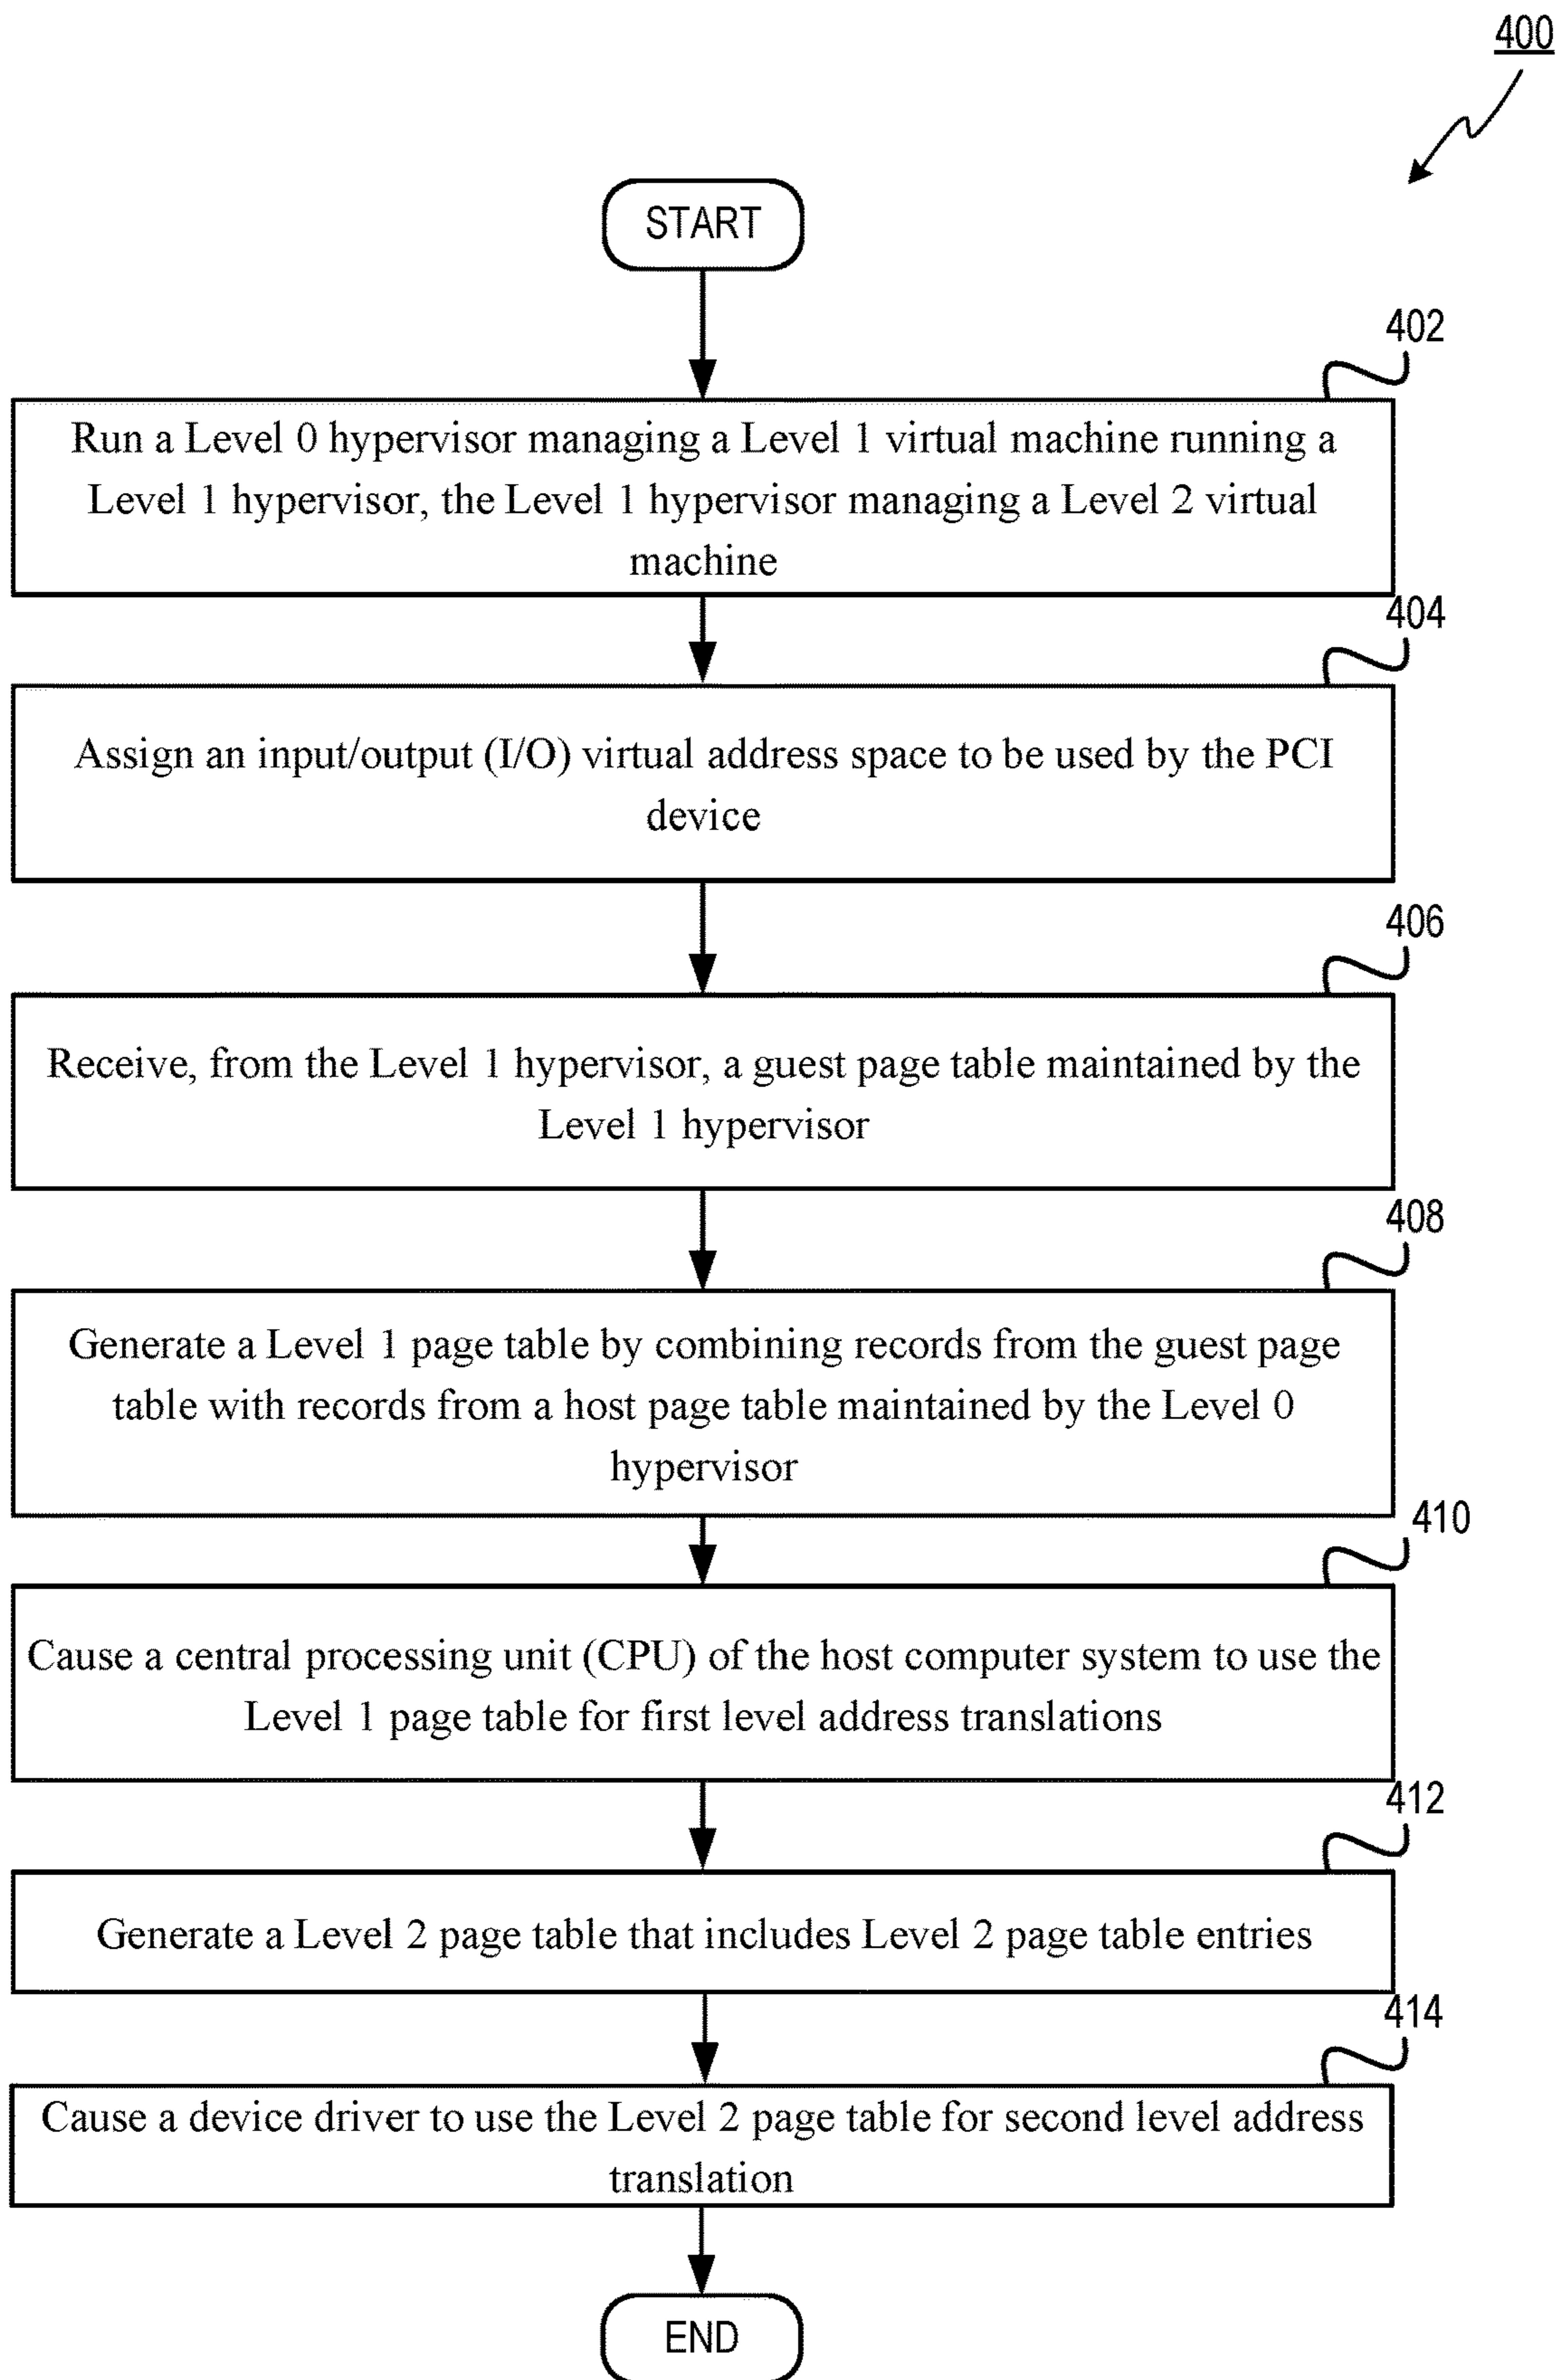 400
START
402
Run a Level 0 hypervisor managing a Level 1 virtual machine running a
Level 1 hypervisor, the Level 1 hypervisor managing a Level 2 virtual
machine
404
Assign an input/output (I/O) virtual address space to be used by the PCI
device
406
Receive, from the Level 1 hypervisor, a guest page table maintained by the
Level 1 hypervisor
408
Generate a Level 1 page table by combining records from the guest page
table with records from a host page table maintained by the Level 0
hypervisor
410
Cause a central processing unit (CPU) of the host computer system to use the
Level 1 page table for first level address translations
412
Generate a Level 2 page table that includes Level 2 page table entries
414
Cause a device driver to use the Level 2 page table for second level address
translation
END